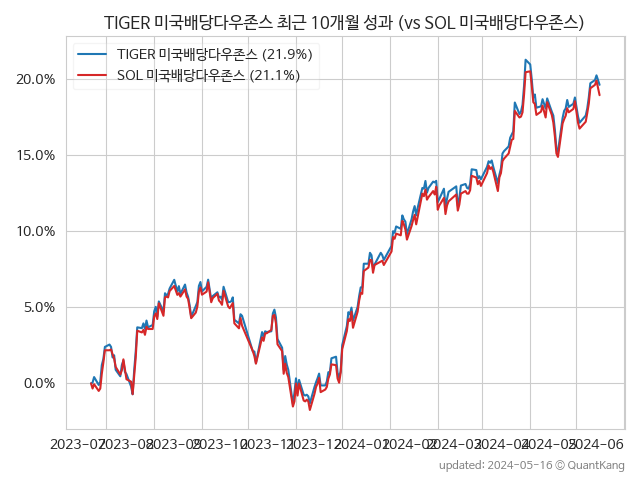 TIGER 미국배당다우존스 최근 10개월 성과 (vs SOL 미국배당다우존스)
TIGER 미국배당다우존스 (21.9%)
SOL 미국배당다우존스 (21.1%)
20.0%
15.0%
10.0%
5.0%
0.0%
2023-07 2023-08 2023-09 2023-10 2023-11 2023-12 2024-01 2024-02 2024-03 2024-04 2024-05 2024-06
updated: 2024-05-16 © QuantKang